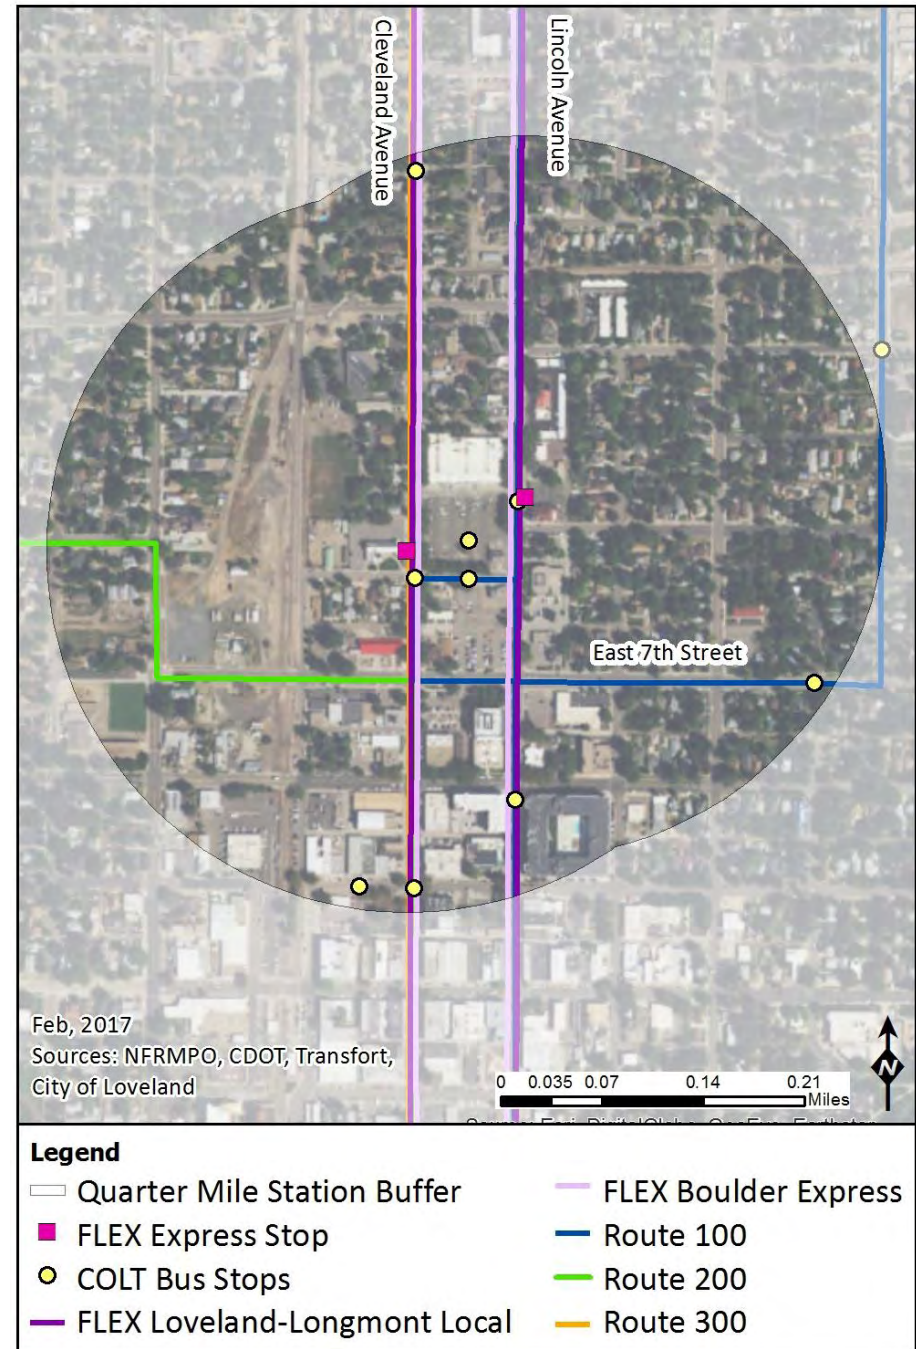 Cleveland Avenue
Lincoln Avenue
East 7th Street
Feb, 2017
Sources: NFRMPO, CDOT, Transfort,
City of Loveland
N
0 0.035 0.07 0.14 0.21
Miles
Legend
Quarter Mile Station Buffer
FLEX Express Stop
COLT Bus Stops
FLEX Loveland-Longmont Local
FLEX Boulder Express
Route 100
Route 200
Route 300